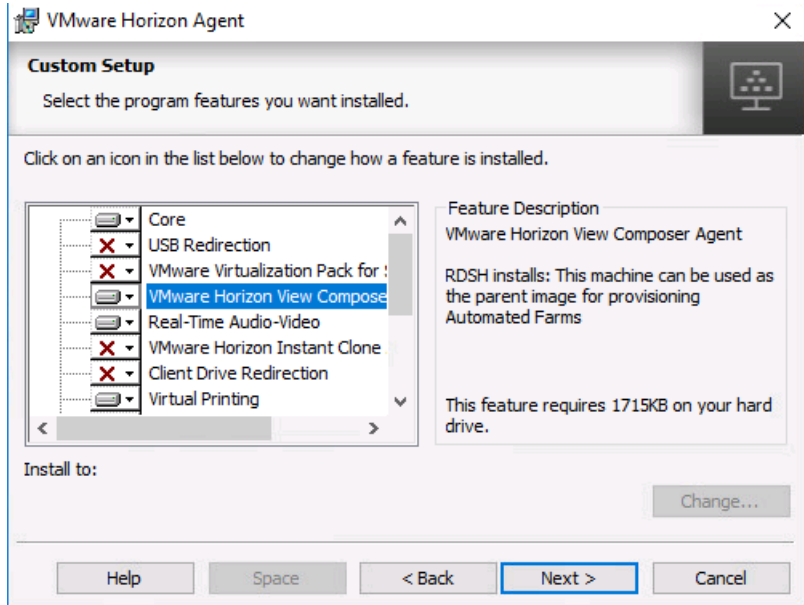 VMware Horizon Agent
Custom Setup
Select the program features you want installed.
Click on an icon in the list below to change how a feature is installed.
Core
USB Redirection
VMware Virtualization Pack for
VMware Horizon View Compose
Real-Time Audio-Video
VMware Horizon Instant Clone
Client Drive Redirection
Virtual Printing
Feature Description
VMware Horizon View Composer Agent
RDSH installs: This machine can be used as
the parent image for provisioning
Automated Farms
This feature requires 1715KB on your hard
drive.
Install to:
Change...
Help
Space
< Back
Next >
Cancel